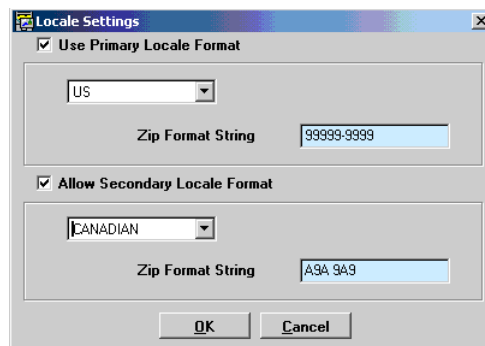 Locale Settings
Use Primary Locale Format
US
Zip Format String 99999-9999
Allow Secondary Locale Format
CANADIAN
Zip Format String A9A 9A9
OK Cancel